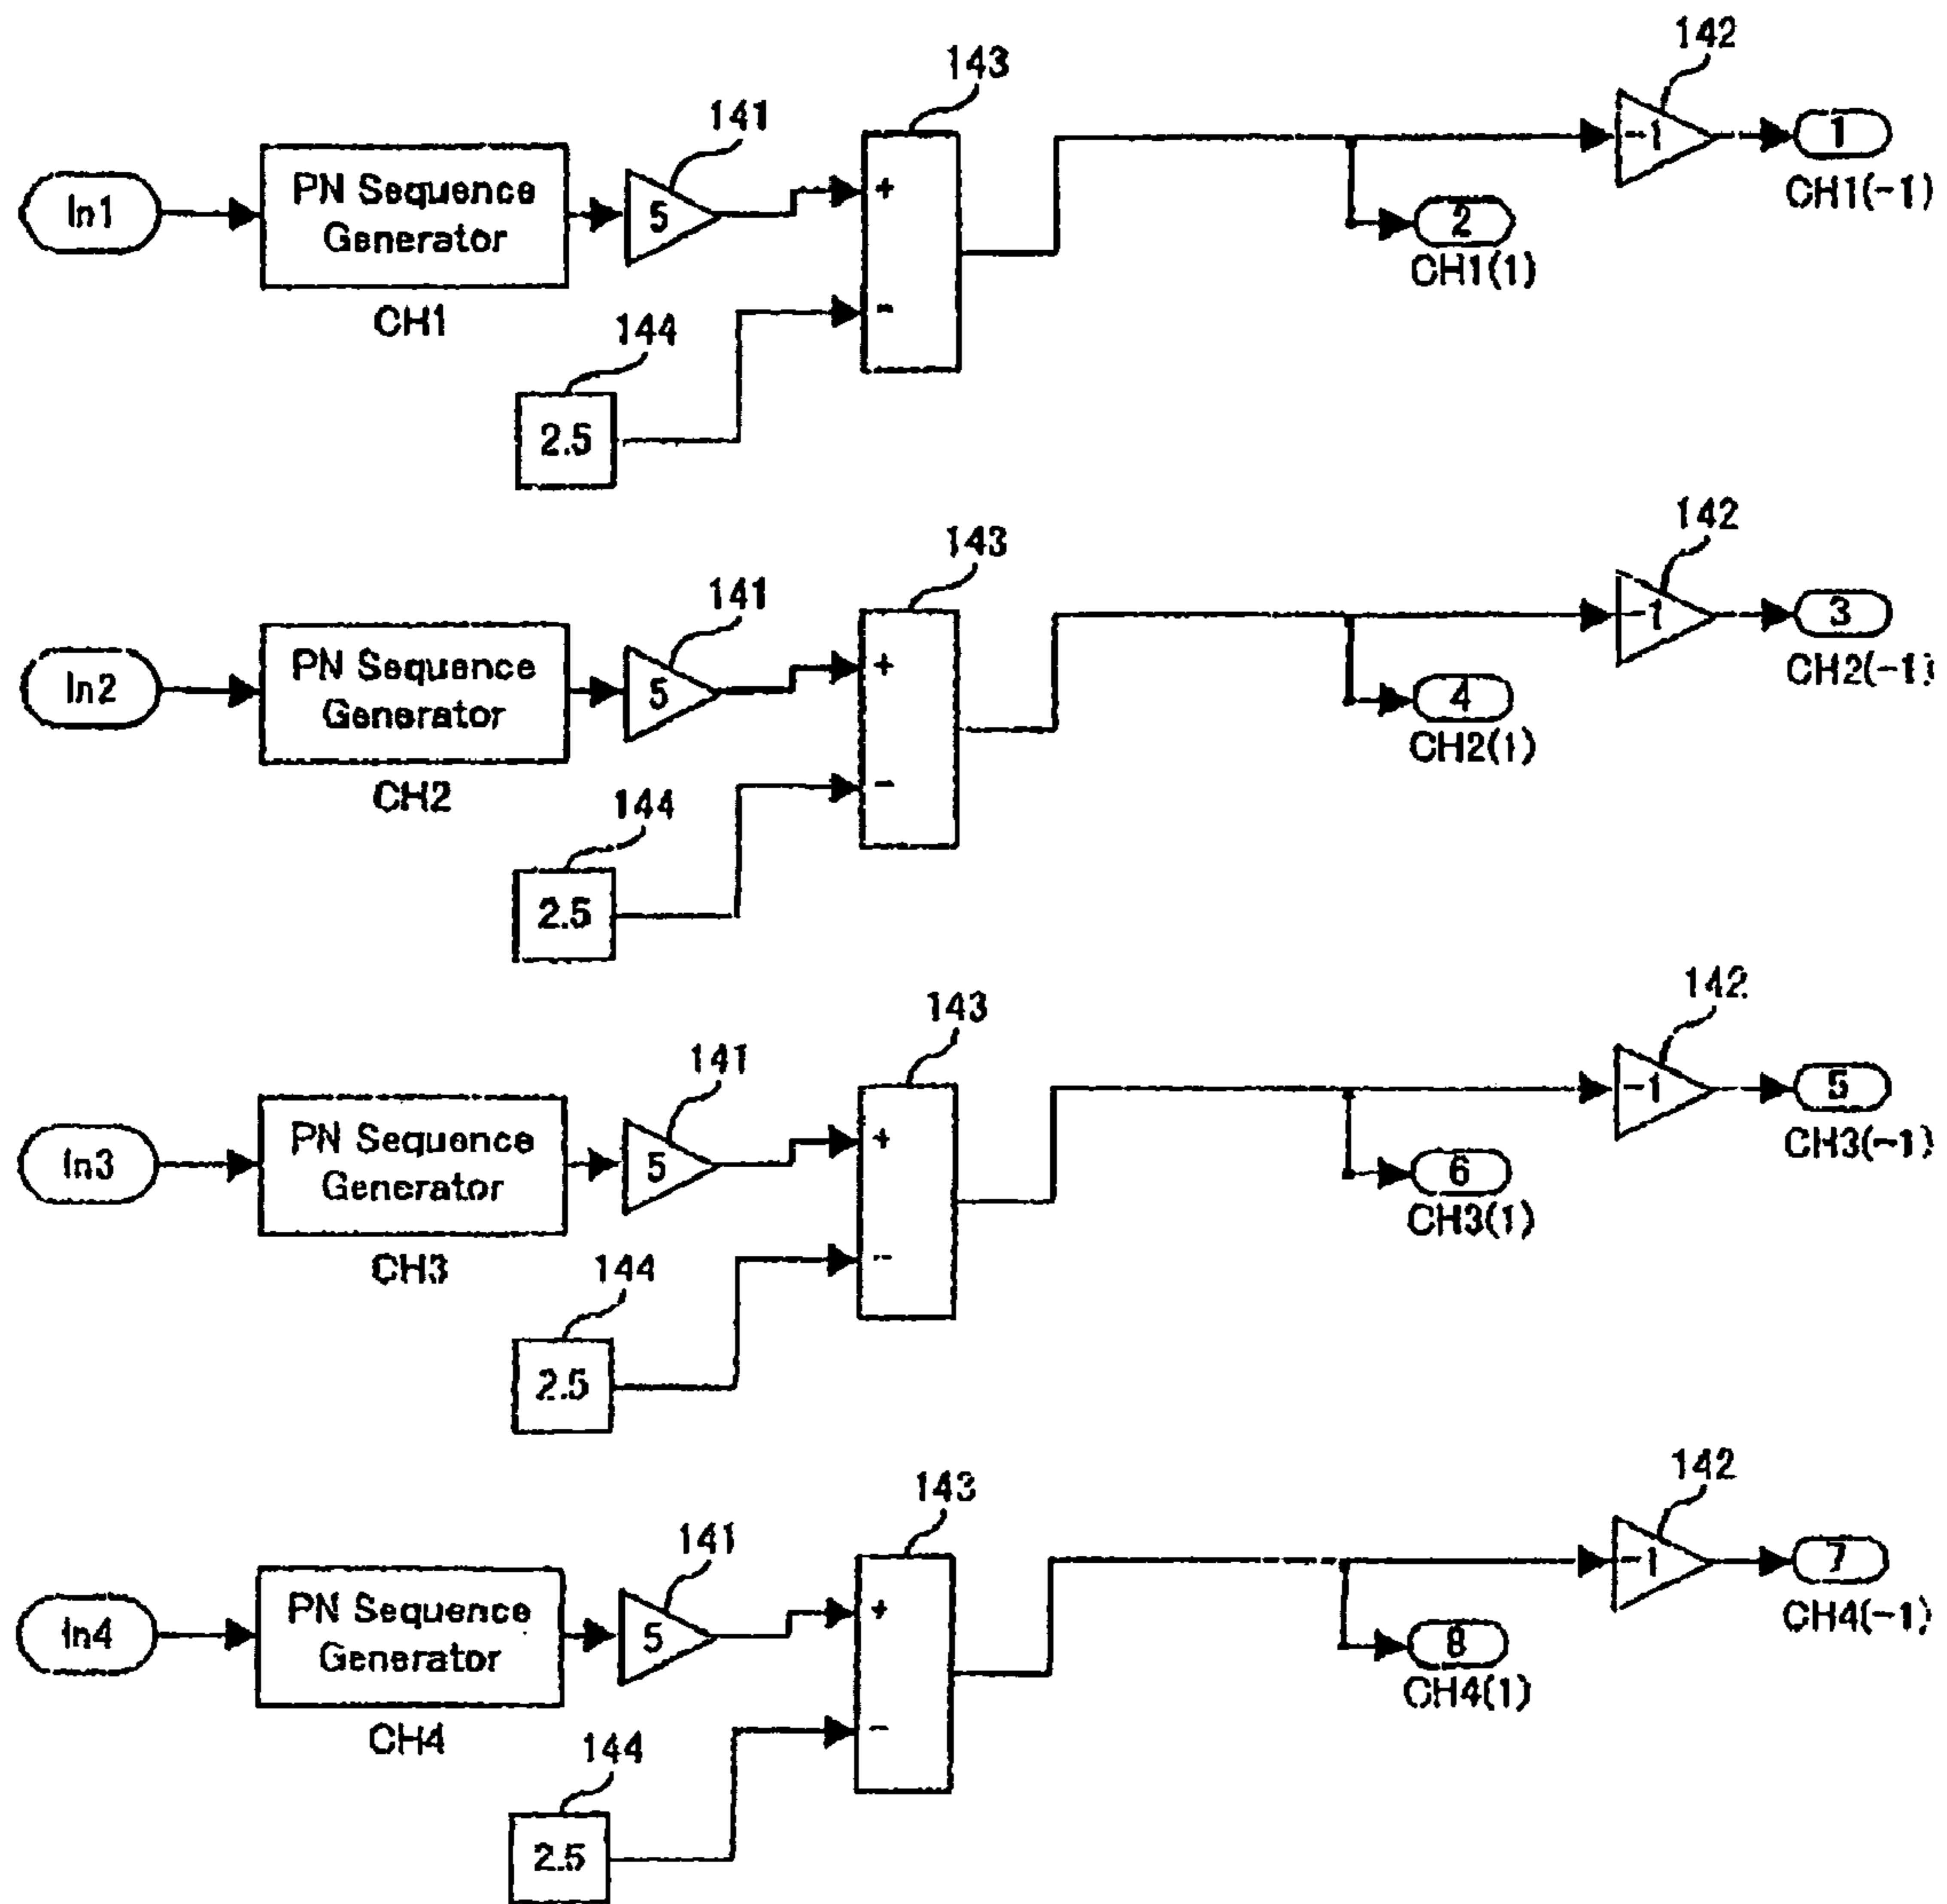 142
143
141
In1
PN Sequence
Generator
CH1
5
+
-
-1
1
CH1(-1)
2
CH1(1)
144
2.5
142
143
141
In2
PN Sequence
Generator
CH2
5
+
-
-1
3
CH2(-1)
4
CH2(1)
144
2.5
142
143
141
In3
PN Sequence
Generator
CH3
5
+
-
-1
5
CH3(-1)
6
CH3(1)
144
2.5
142
143
141
In4
PN Sequence
Generator
CH4
5
+
-
-1
7
CH4(-1)
8
CH4(1)
144
2.5